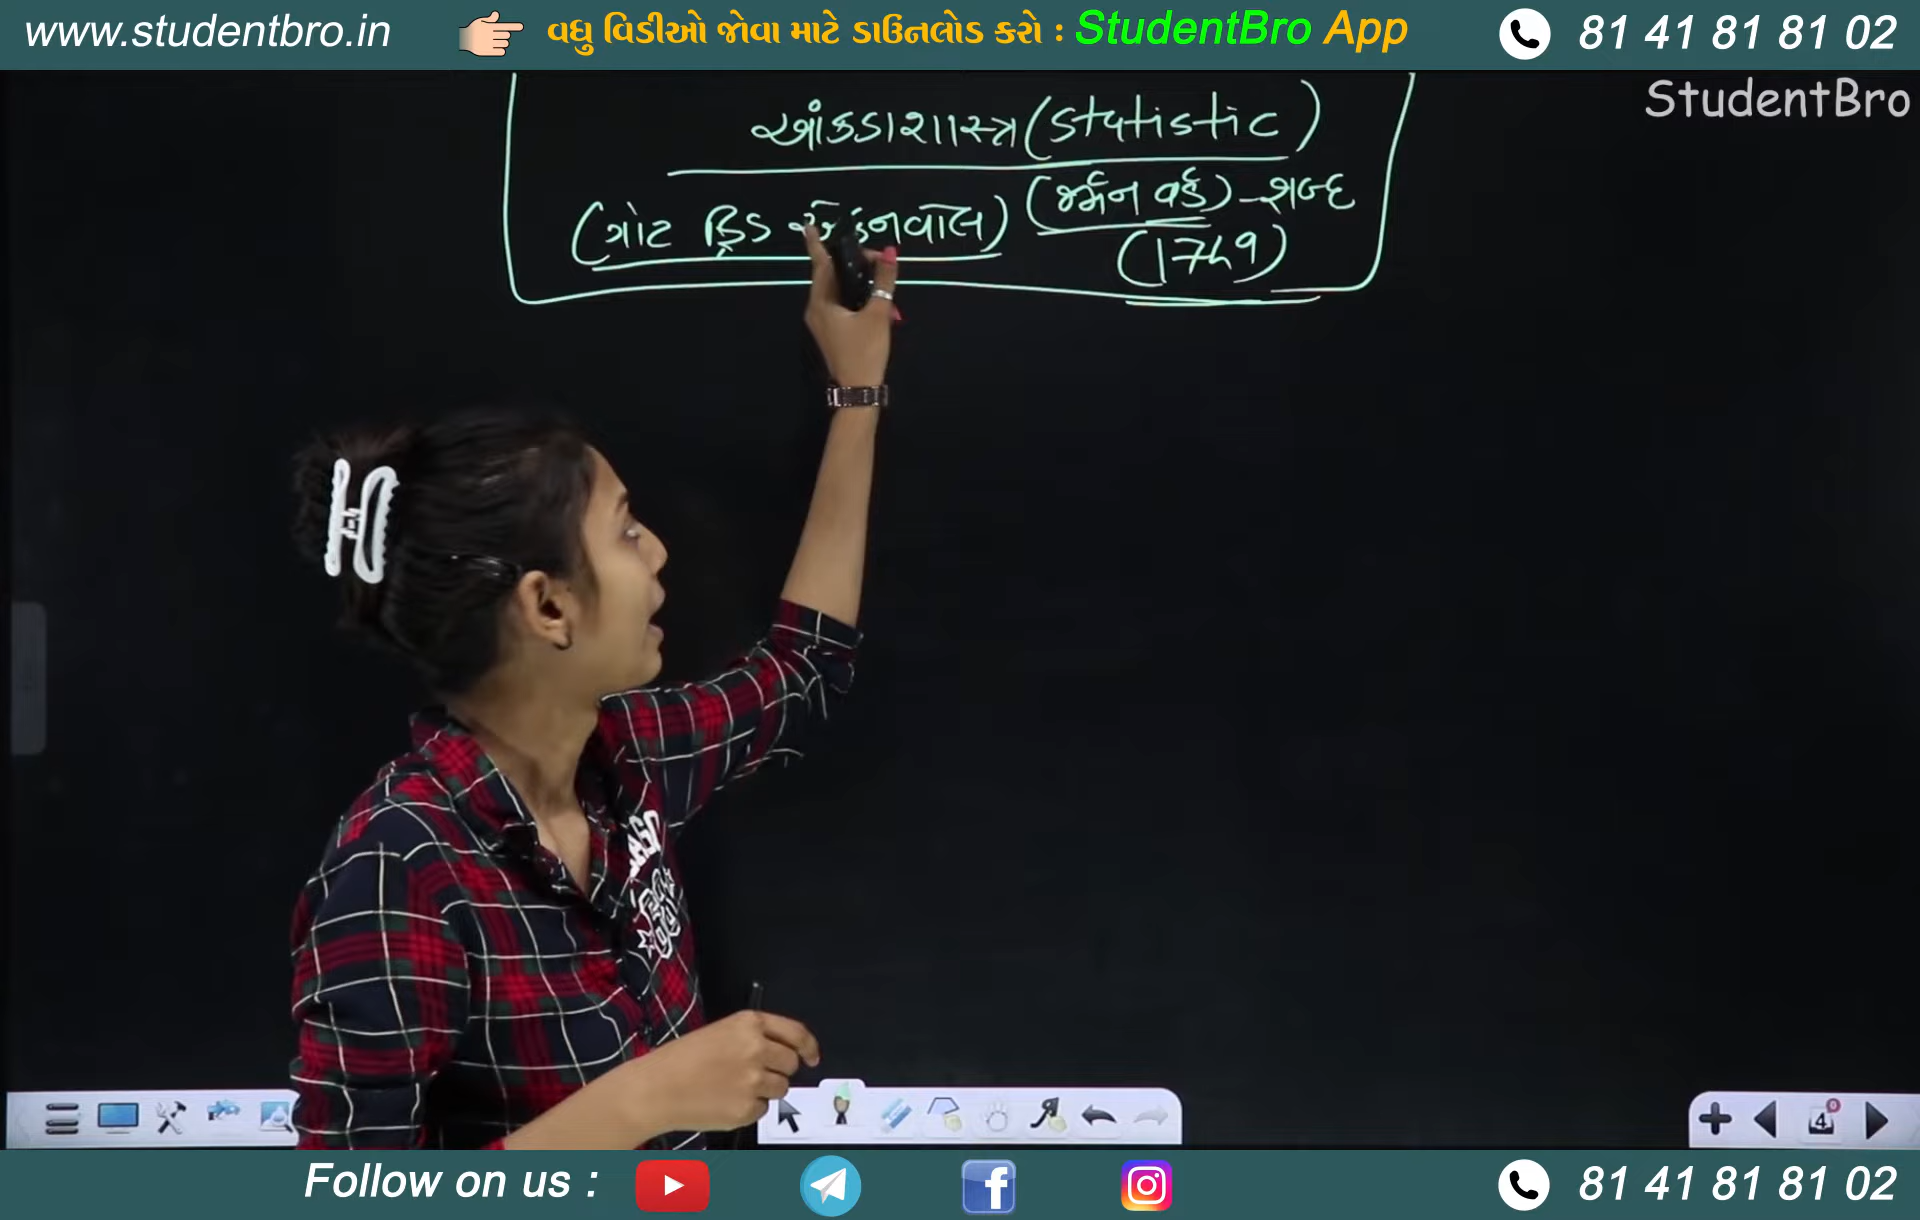 www.studentbro.in
વધુ વિડીઓ જોવા માટે ડાઉનલોડ કરો : StudentBro App
81 41 81 81 02
StudentBro
આંકડાશાસ્ત્ર (Statistic)
(ગોટ ફ્રિડ) (જર્મન વર્ડ) - શબ્દ
(1749)
4
Follow on us :
81 41 81 81 02